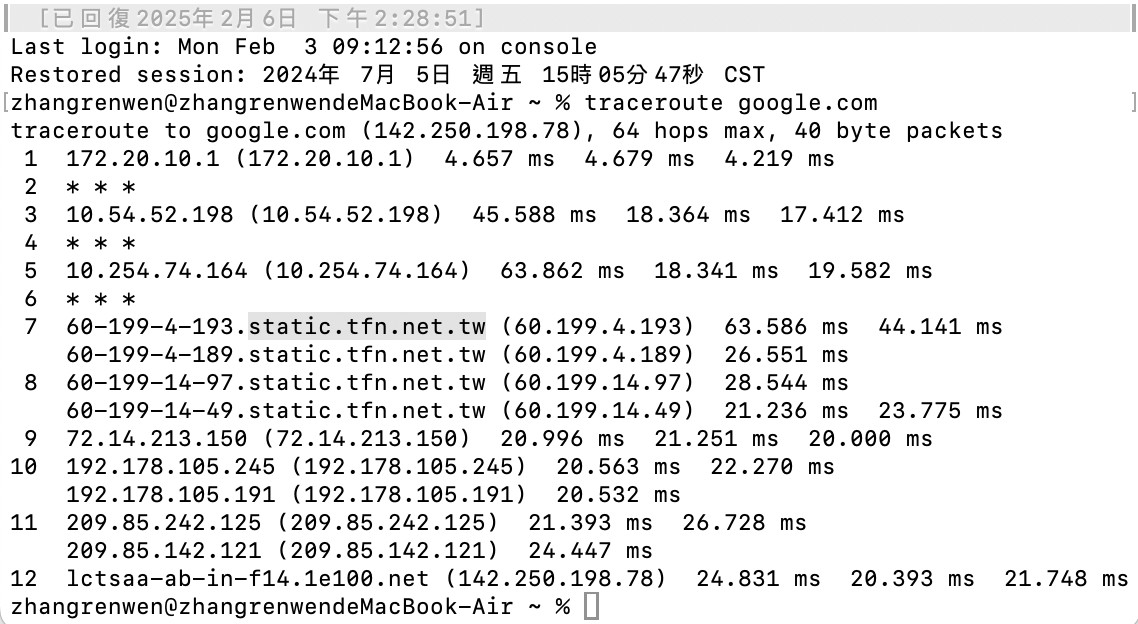 [已回復2025年2月6日 下午2:28:51]
Last login: Mon Feb  3 09:12:56 on console
Restored session: 2024年 7月 5日 週五 15時05分47秒 CST
[zhangrenwen@zhangrenwendeMacBook-Air ~ % traceroute google.com ]
traceroute to google.com (142.250.198.78), 64 hops max, 40 byte packets
 1  172.20.10.1 (172.20.10.1)  4.657 ms  4.679 ms  4.219 ms
 2  * * *
 3  10.54.52.198 (10.54.52.198)  45.588 ms  18.364 ms  17.412 ms
 4  * * *
 5  10.254.74.164 (10.254.74.164)  63.862 ms  18.341 ms  19.582 ms
 6  * * *
 7  60-199-4-193.static.tfn.net.tw (60.199.4.193)  63.586 ms  44.141 ms
    60-199-4-189.static.tfn.net.tw (60.199.4.189)  26.551 ms
 8  60-199-14-97.static.tfn.net.tw (60.199.14.97)  28.544 ms
    60-199-14-49.static.tfn.net.tw (60.199.14.49)  21.236 ms  23.775 ms
 9  72.14.213.150 (72.14.213.150)  20.996 ms  21.251 ms  20.000 ms
10  192.178.105.245 (192.178.105.245)  20.563 ms  22.270 ms
    192.178.105.191 (192.178.105.191)  20.532 ms
11  209.85.242.125 (209.85.242.125)  21.393 ms  26.728 ms
    209.85.142.121 (209.85.142.121)  24.447 ms
12  lctsaa-ab-in-f14.1e100.net (142.250.198.78)  24.831 ms  20.393 ms  21.748 ms
zhangrenwen@zhangrenwendeMacBook-Air ~ %